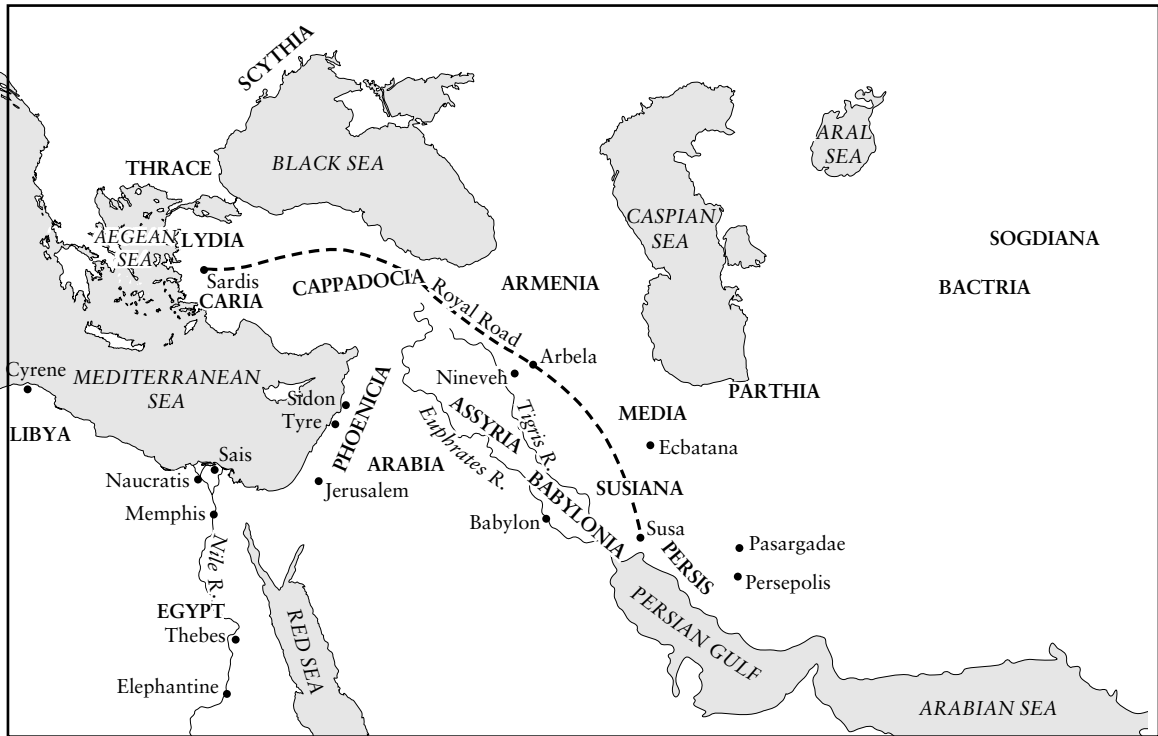 SCYTHIA
BLACK SEA
ARAL
SEA
THRACE
CASPIAN
SEA
AEGEAN
SEA
LYDIA
SOGDIANA
Sardis
CARIA
CAPPADOCIA
ARMENIA
BACTRIA
Royal Road
Arbela
Cyrene
MEDITERRANEAN
SEA
Nineveh
PARTHIA
Sidon
Tyre
PHOENICIA
ASSYRIA
Tigris R.
MEDIA
LIBYA
Euphrates R.
Ecbatana
Sais
ARABIA
Naucratis
Jerusalem
BABYLONIA
SUSIANA
Memphis
Babylon
Susa
Nile R.
PERSIS
Pasargadae
Persepolis
EGYPT
Thebes
RED SEA
PERSIAN GULF
Elephantine
ARABIAN SEA